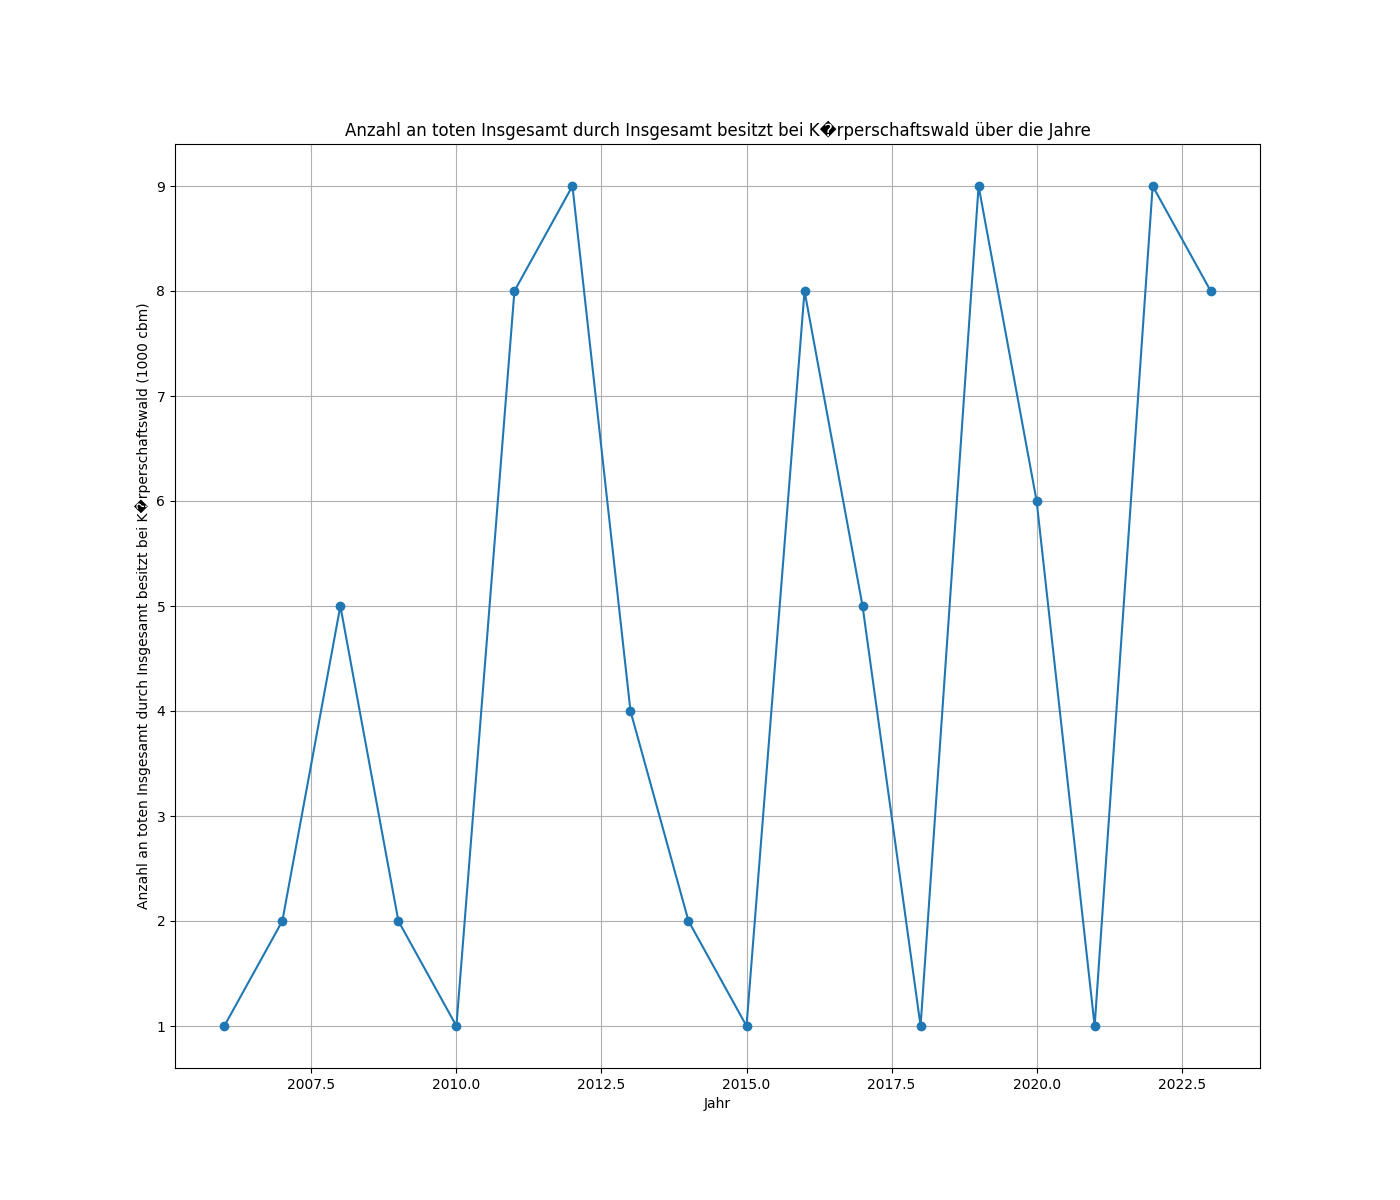 Anzahl an toten Insgesamt durch Insgesamt besitzt bei K�rperschaftswald über die Jahre
Anzahl an toten Insgesamt durch Insgesamt besitzt bei K�rperschaftswald (1000 cbm)
9
8
7
6
5
4
3
2
1
2007.5 2010.0 2012.5 2015.0 2017.5 2020.0 2022.5
Jahr